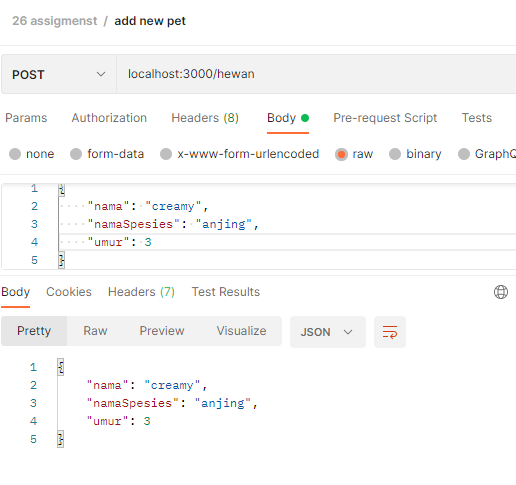 26 assigmenst / add new pet
POST localhost:3000/hewan
Params Authorization Headers (8) Body Pre-request Script Tests
none form-data x-www-form-urlencoded raw binary GraphQ
1 {
2 "nama": "creamy",
3 "namaSpesies": "anjing",
4 "umur": 3
5 }
Body Cookies Headers (7) Test Results
Pretty Raw Preview Visualize JSON
1 {
2 "nama": "creamy",
3 "namaSpesies": "anjing",
4 "umur": 3
5 }